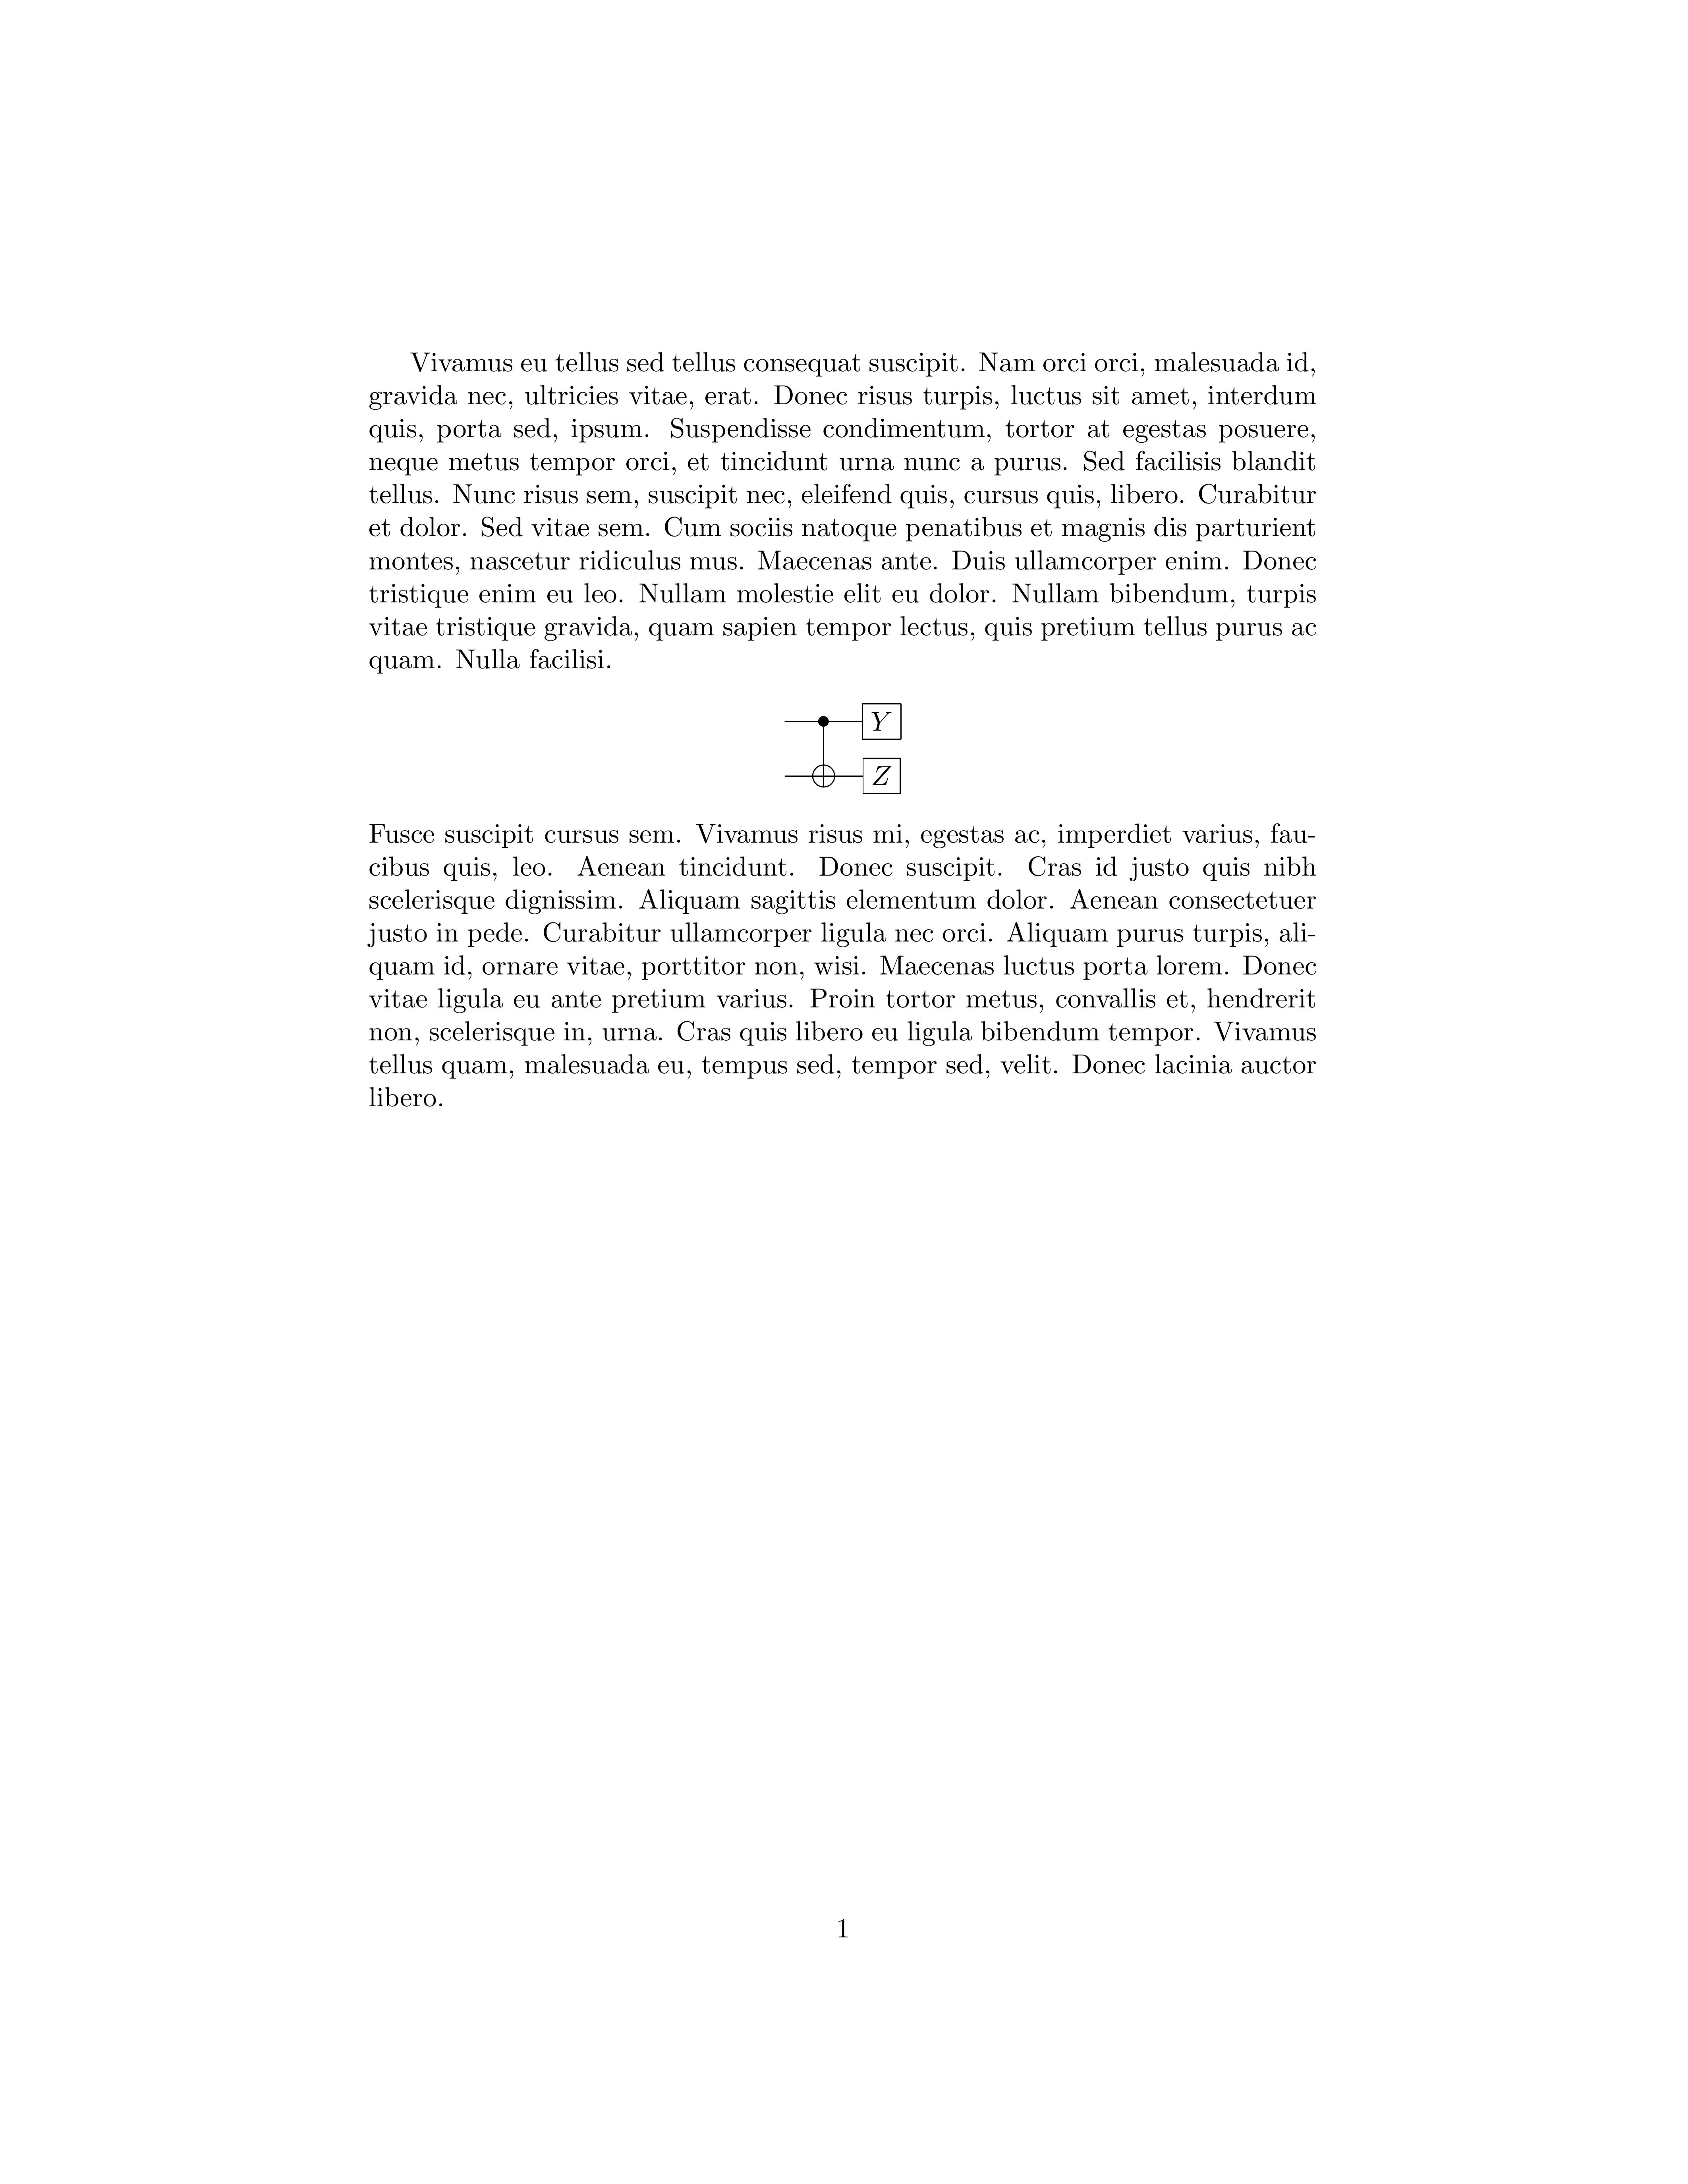 Vivamus eu tellus sed tellus consequat suscipit. Nam orci orci, malesuada id,
gravida nec, ultricies vitae, erat. Donec risus turpis, luctus sit amet, interdum
quis, porta sed, ipsum. Suspendisse condimentum, tortor at egestas posuere,
neque metus tempor orci, et tincidunt urna nunc a purus. Sed facilisis blandit
tellus. Nunc risus sem, suscipit nec, eleifend quis, cursus quis, libero. Curabitur
et dolor. Sed vitae sem. Cum sociis natoque penatibus et magnis dis parturient
montes, nascetur ridiculus mus. Maecenas ante. Duis ullamcorper enim. Donec
tristique enim eu leo. Nullam molestie elit eu dolor. Nullam bibendum, turpis
vitae tristique gravida, quam sapien tempor lectus, quis pretium tellus purus ac
quam. Nulla facilisi.
Y
Z
Fusce suscipit cursus sem. Vivamus risus mi, egestas ac, imperdiet varius, fau-
cibus quis, leo. Aenean tincidunt. Donec suscipit. Cras id justo quis nibh
scelerisque dignissim. Aliquam sagittis elementum dolor. Aenean consectetuer
justo in pede. Curabitur ullamcorper ligula nec orci. Aliquam purus turpis, ali-
quam id, ornare vitae, porttitor non, wisi. Maecenas luctus porta lorem. Donec
vitae ligula eu ante pretium varius. Proin tortor metus, convallis et, hendrerit
non, scelerisque in, urna. Cras quis libero eu ligula bibendum tempor. Vivamus
tellus quam, malesuada eu, tempus sed, tempor sed, velit. Donec lacinia auctor
libero.
1